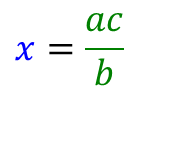 x = ac/b